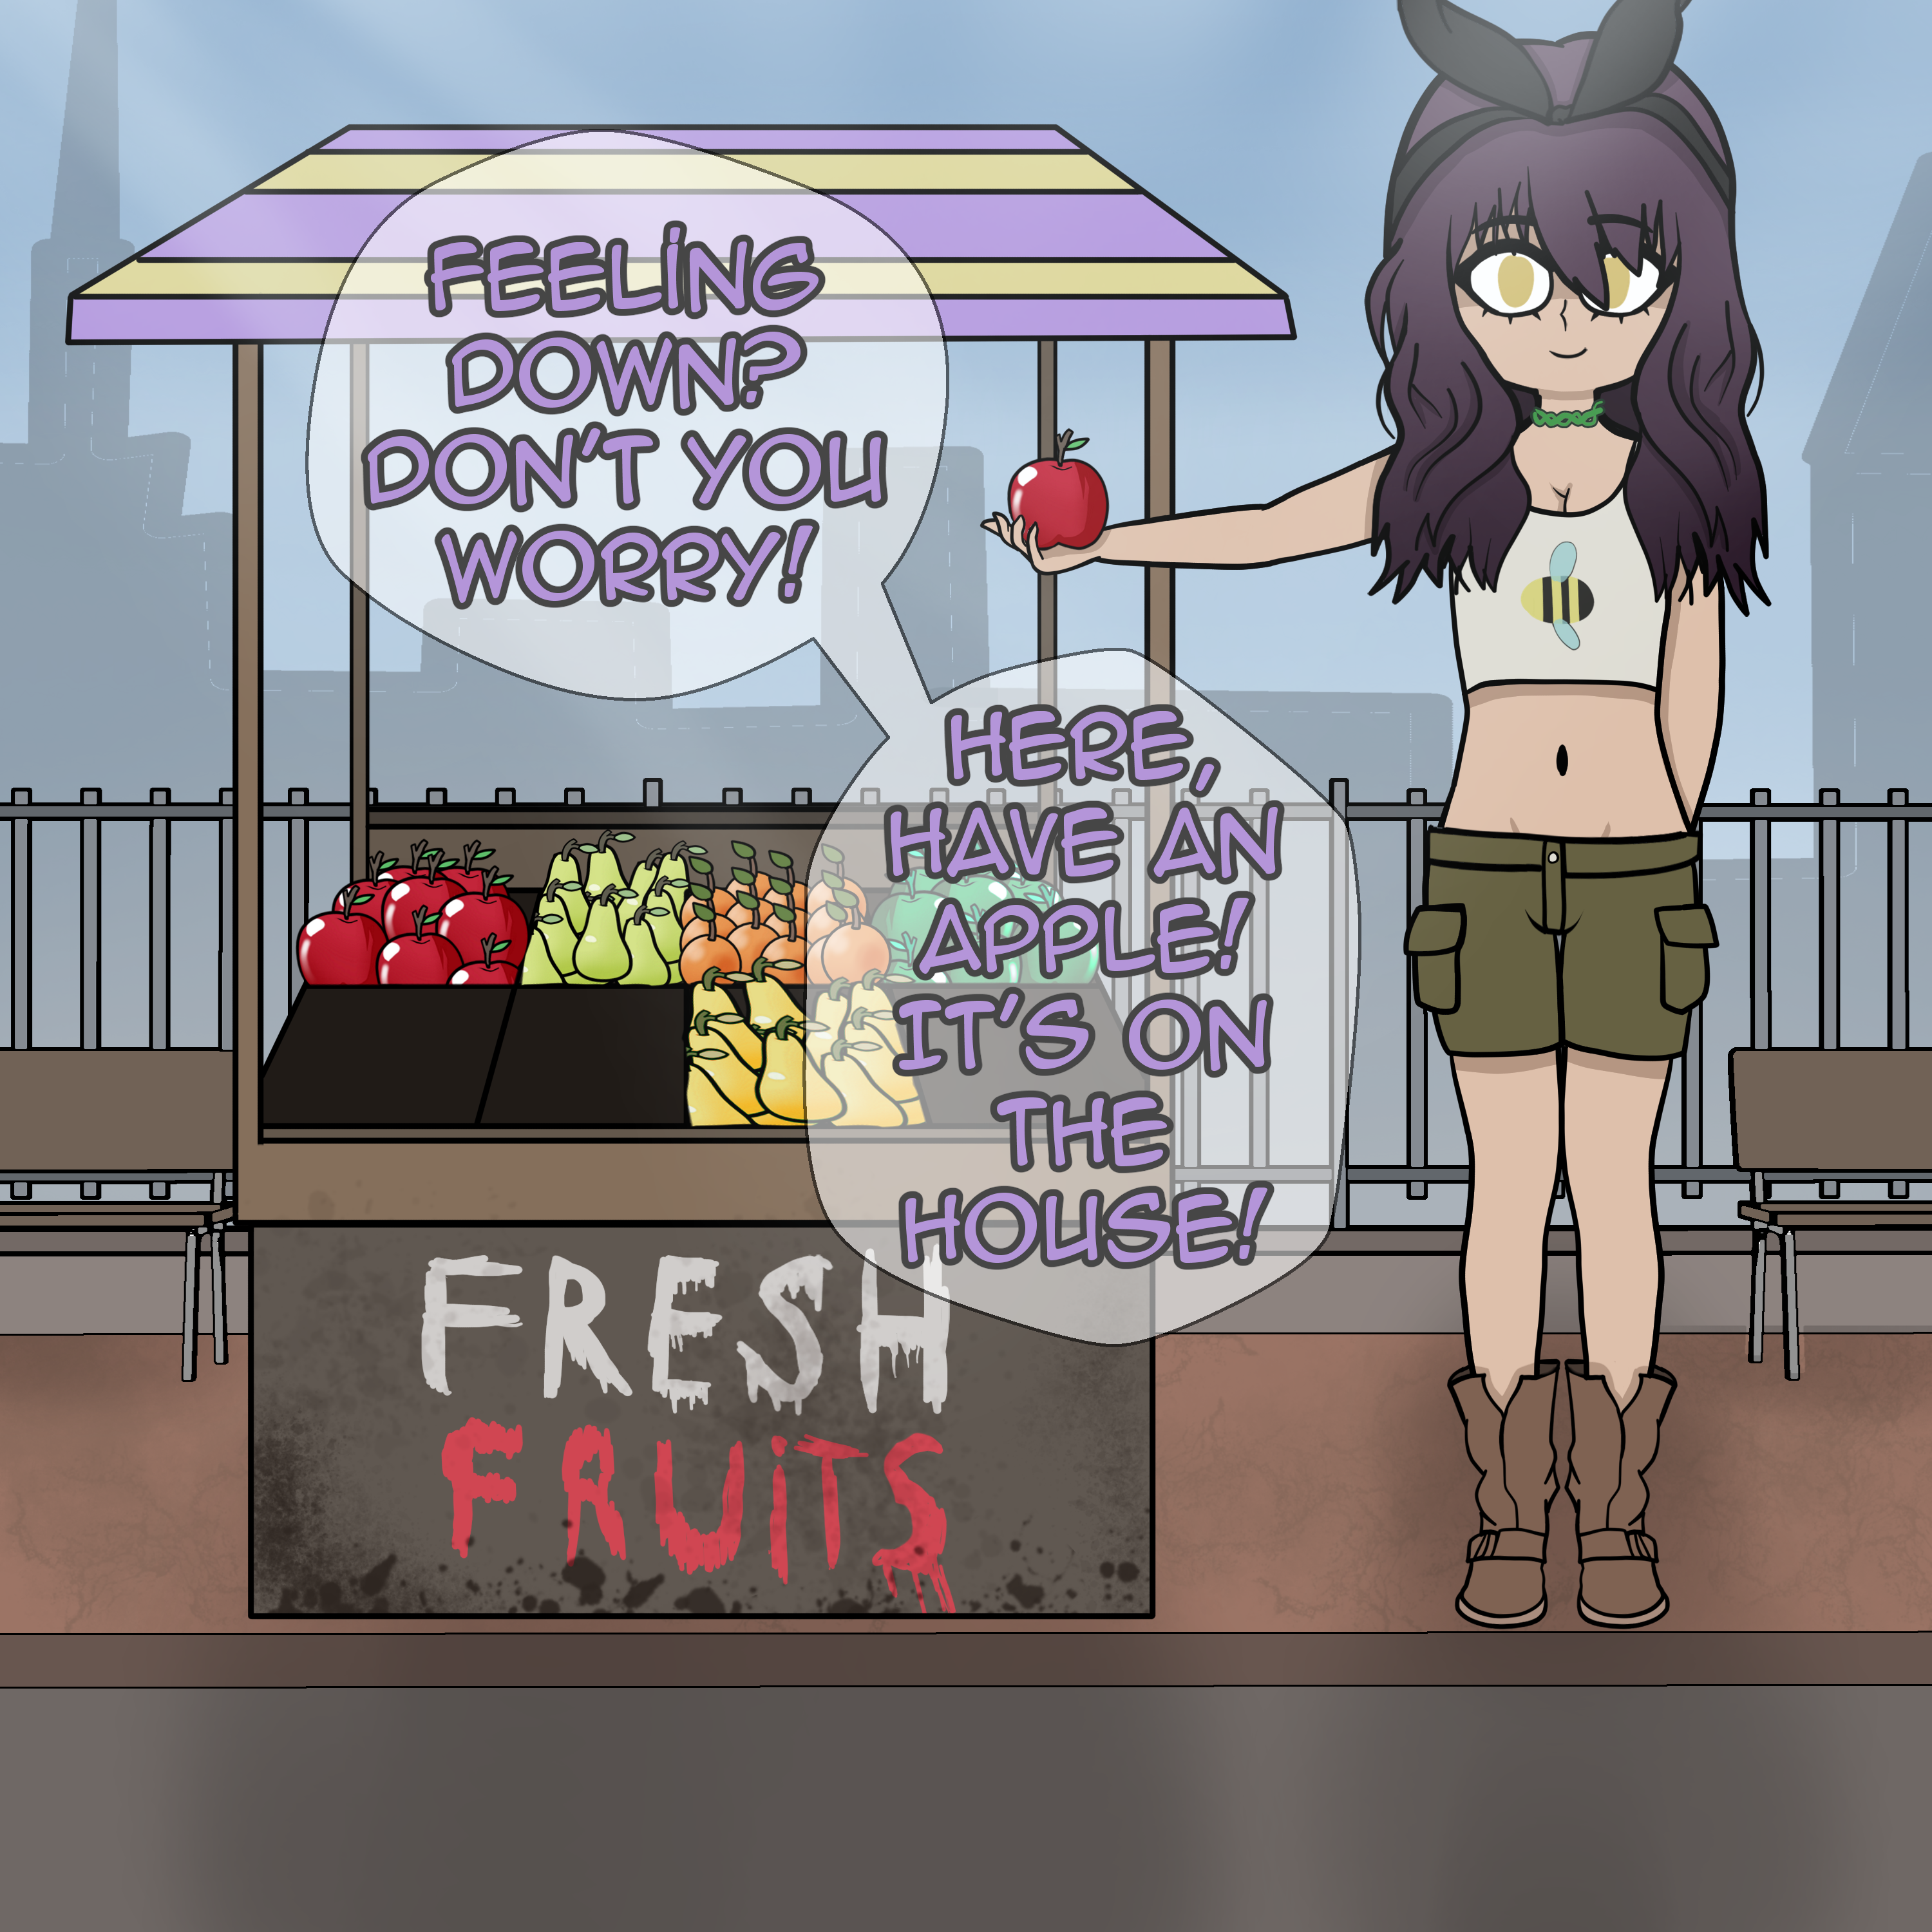 FEELING
DOWN?
DON'T YOU
WORRY!
HERE,
HAVE AN
APPLE!
IT'S ON
THE
HOUSE!
FRESH
FRUITS